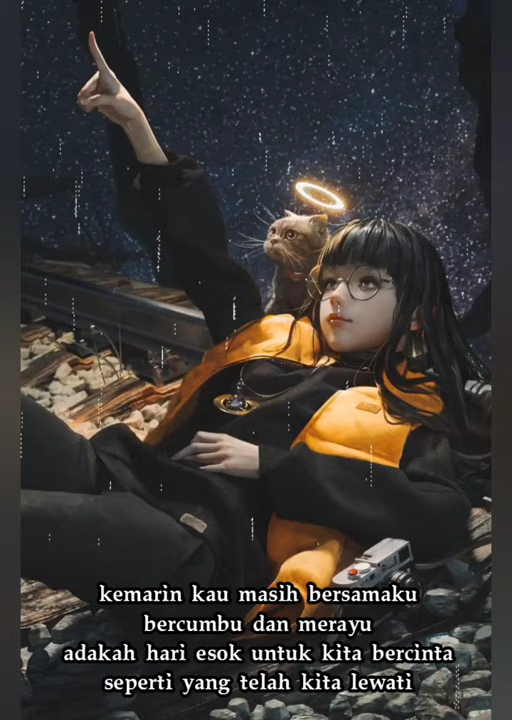 kemarin kau masih bersamaku
bercumbu dan merayu
adakah hari esok untuk kita bercinta
seperti yang telah kita lewati